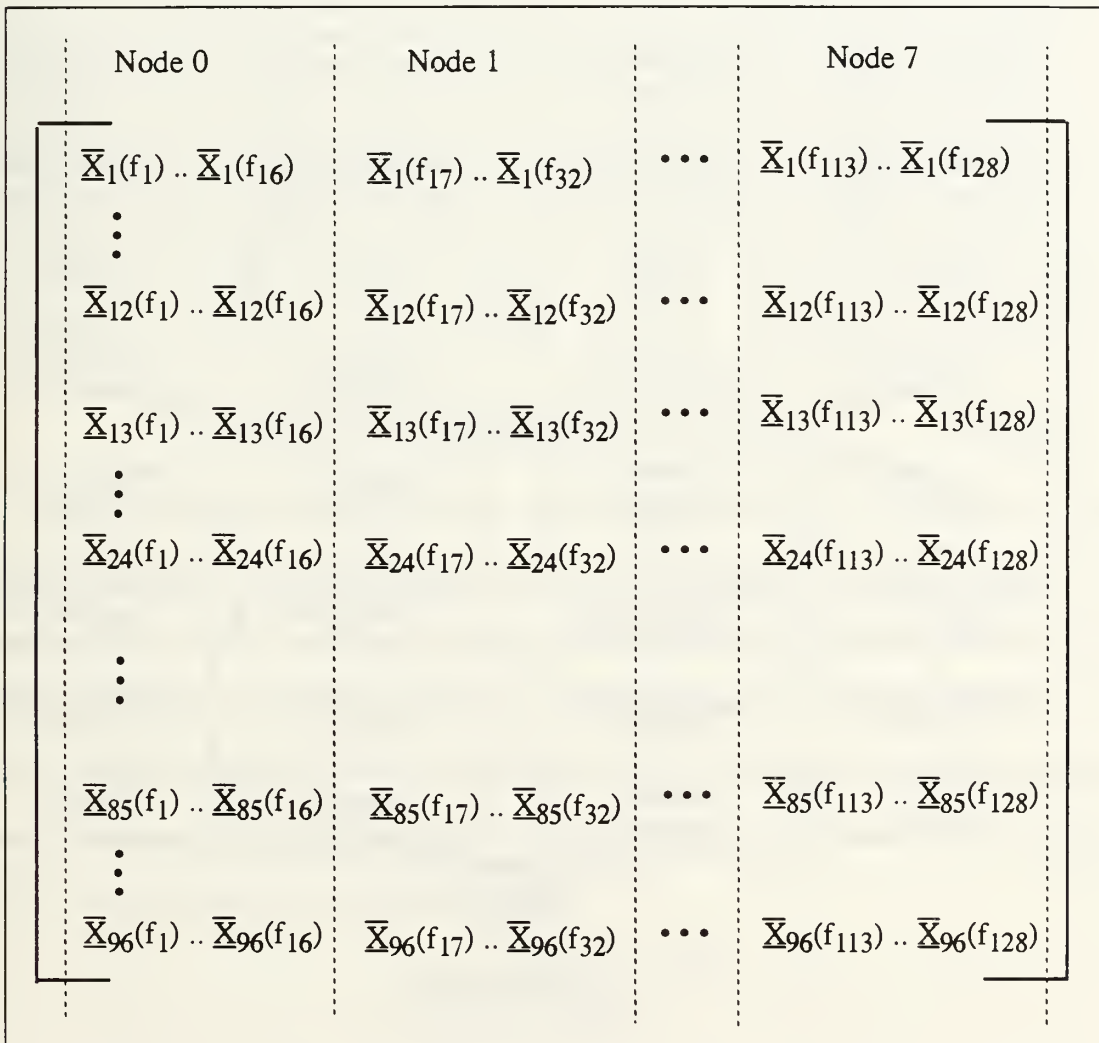 Node 0 Node 1 Node 7
X̲̅₁(f₁) .. X̲̅₁(f₁₆) X̲̅₁(f₁₇) .. X̲̅₁(f₃₂) ••• X̲̅₁(f₁₁₃) .. X̲̅₁(f₁₂₈)
⋮
X̲̅₁₂(f₁) .. X̲̅₁₂(f₁₆) X̲̅₁₂(f₁₇) .. X̲̅₁₂(f₃₂) ••• X̲̅₁₂(f₁₁₃) .. X̲̅₁₂(f₁₂₈)
X̲̅₁₃(f₁) .. X̲̅₁₃(f₁₆) X̲̅₁₃(f₁₇) .. X̲̅₁₃(f₃₂) ••• X̲̅₁₃(f₁₁₃) .. X̲̅₁₃(f₁₂₈)
⋮
X̲̅₂₄(f₁) .. X̲̅₂₄(f₁₆) X̲̅₂₄(f₁₇) .. X̲̅₂₄(f₃₂) ••• X̲̅₂₄(f₁₁₃) .. X̲̅₂₄(f₁₂₈)
⋮
X̲̅₈₅(f₁) .. X̲̅₈₅(f₁₆) X̲̅₈₅(f₁₇) .. X̲̅₈₅(f₃₂) ••• X̲̅₈₅(f₁₁₃) .. X̲̅₈₅(f₁₂₈)
⋮
X̲̅₉₆(f₁) .. X̲̅₉₆(f₁₆) X̲̅₉₆(f₁₇) .. X̲̅₉₆(f₃₂) ••• X̲̅₉₆(f₁₁₃) .. X̲̅₉₆(f₁₂₈)